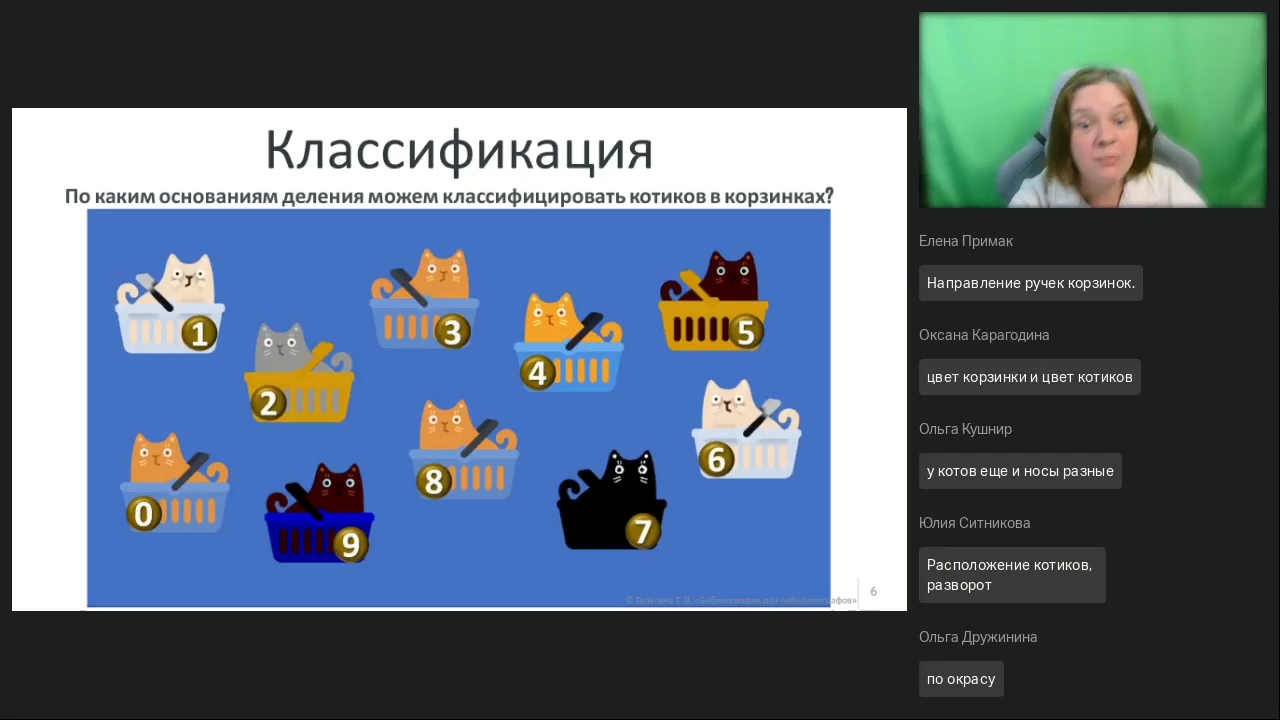 Классификация
По каким основаниям деления можем классифицировать котиков в корзинках?
1
3
5
2
4
6
8
0
7
9
6
Елена Примак
Направление ручек корзинок.
Оксана Карагодина
цвет корзинки и цвет котиков
Ольга Кушнир
у котов еще и носы разные
Юлия Ситникова
Расположение котиков,
разворот
Ольга Дружинина
по окрасу